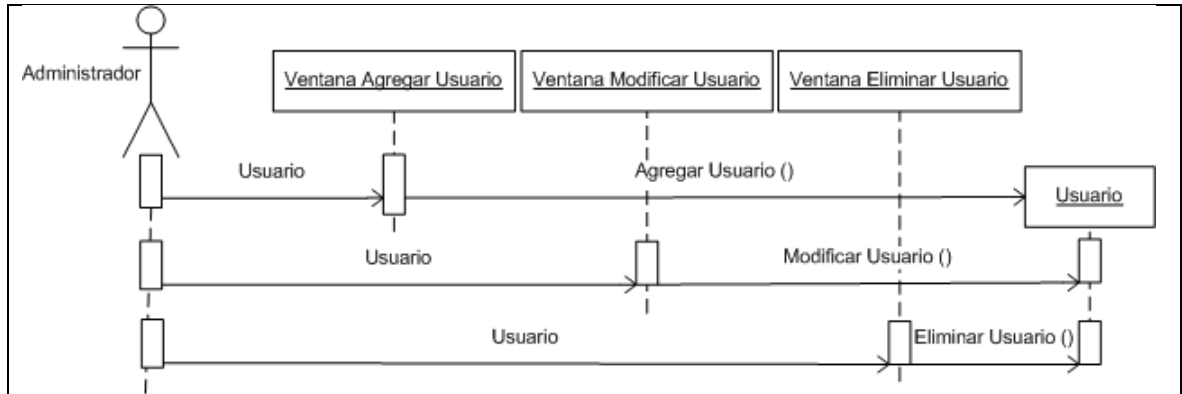 Administrador
Ventana Agregar Usuario
Ventana Modificar Usuario
Ventana Eliminar Usuario
Usuario
Agregar Usuario ()
Usuario
Usuario
Modificar Usuario ()
Usuario
Eliminar Usuario ()